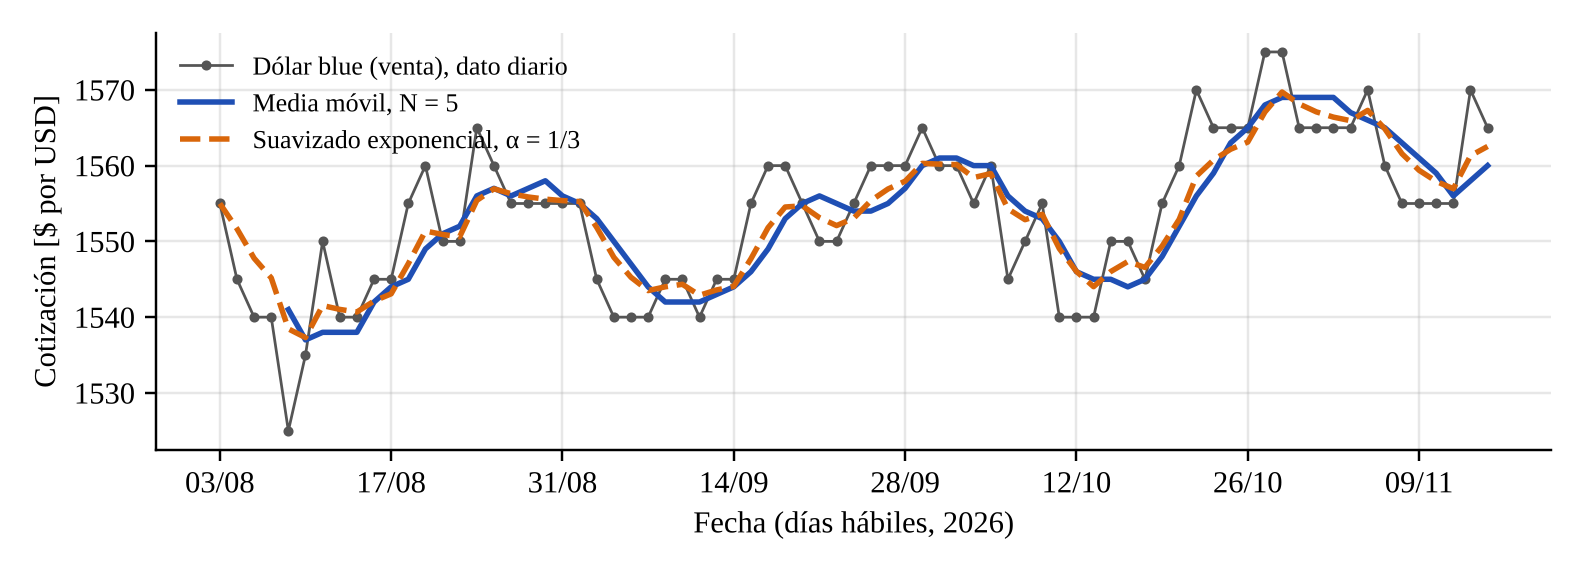 Dólar blue (venta), dato diario
Media móvil, N = 5
Suavizado exponencial, α = 1/3
Cotización [$ por USD]
1570
1560
1550
1540
1530
03/08 17/08 31/08 14/09 28/09 12/10 26/10 09/11
Fecha (días hábiles, 2026)